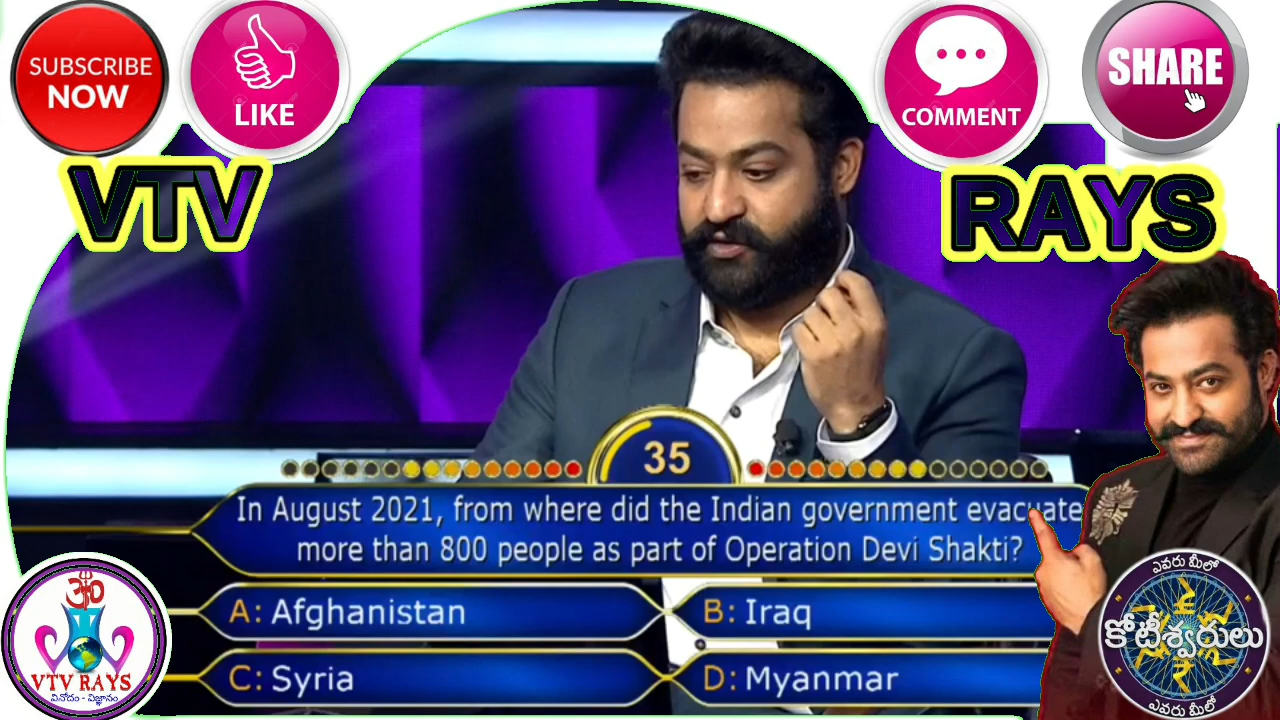 SUBSCRIBE
NOW
LIKE
COMMENT
SHARE
VTV
RAYS
35
In August 2021, from where did the Indian government evacuate
more than 800 people as part of Operation Devi Shakti?
A: Afghanistan
B: Iraq
C: Syria
D: Myanmar
ॐ
VTV RAYS
వినోదం - విజ్ఞానం
ఎవరు మీలో
కోటీశ్వరులు
ఎవరు మీలో